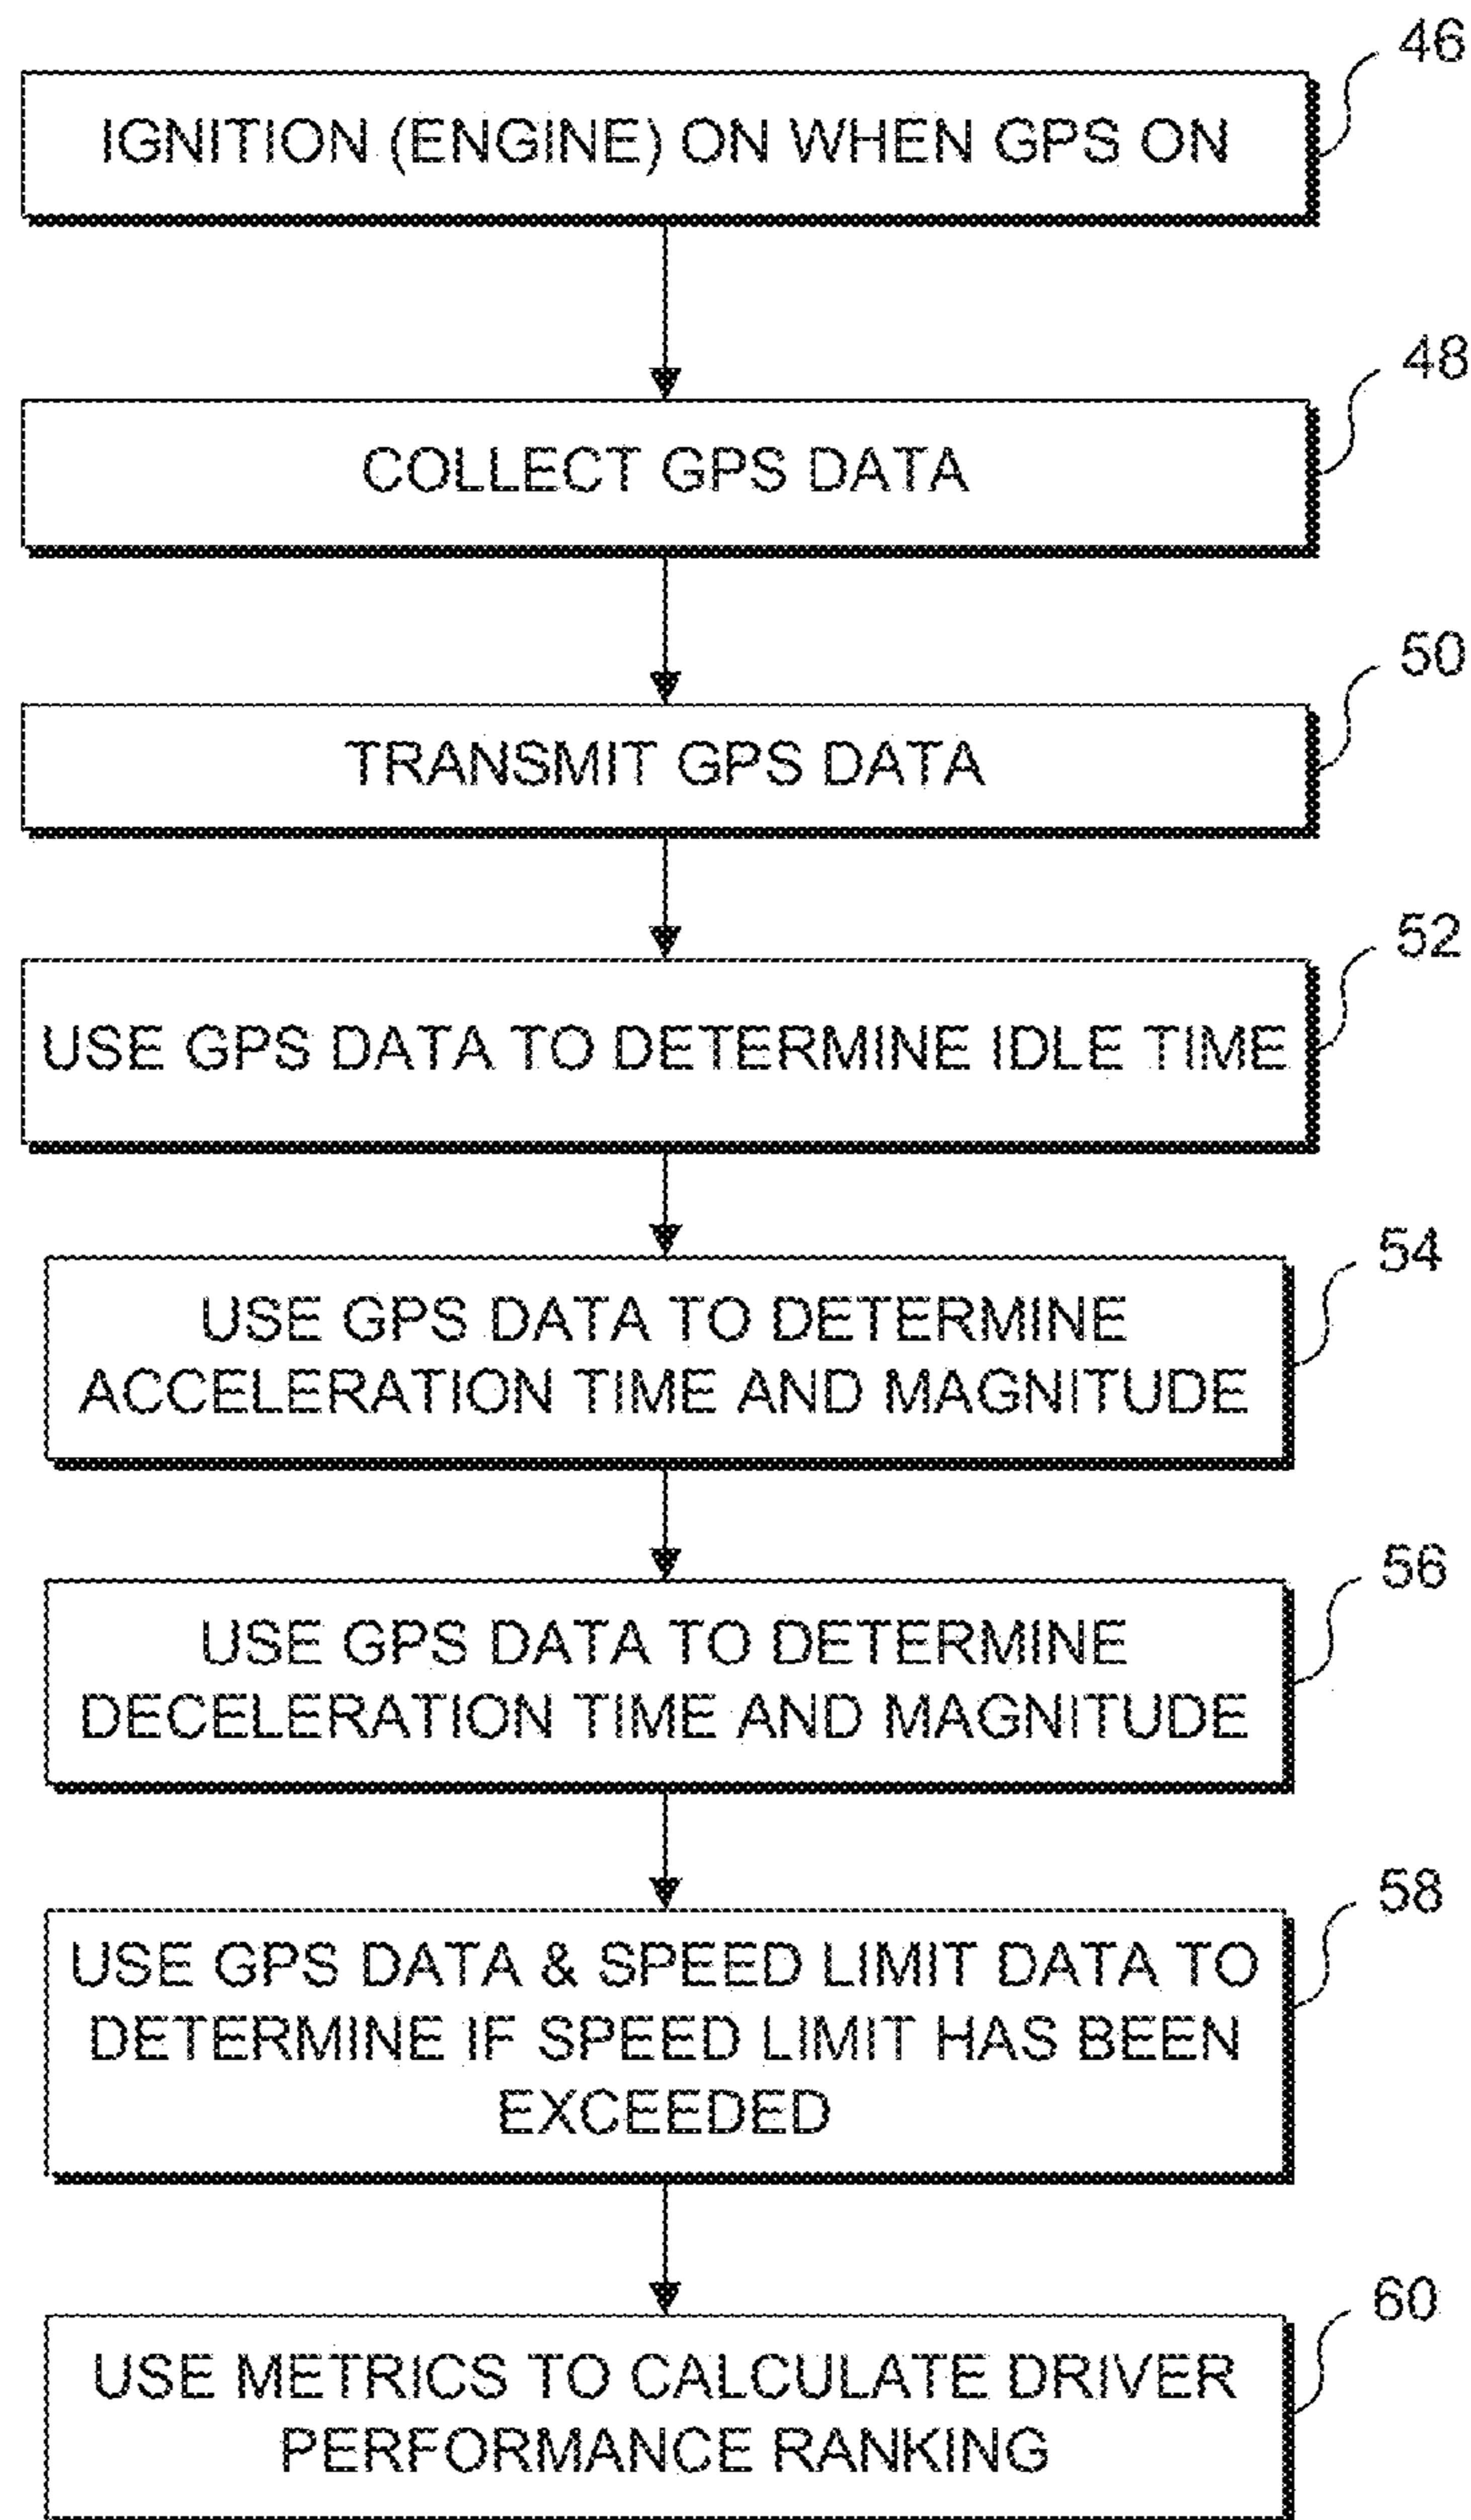 46
IGNITION (ENGINE) ON WHEN GPS ON
48
COLLECT GPS DATA
50
TRANSMIT GPS DATA
52
USE GPS DATA TO DETERMINE IDLE TIME
54
USE GPS DATA TO DETERMINE
ACCELERATION TIME AND MAGNITUDE
56
USE GPS DATA TO DETERMINE
DECELERATION TIME AND MAGNITUDE
58
USE GPS DATA & SPEED LIMIT DATA TO
DETERMINE IF SPEED LIMIT HAS BEEN
EXCEEDED
60
USE METRICS TO CALCULATE DRIVER
PERFORMANCE RANKING